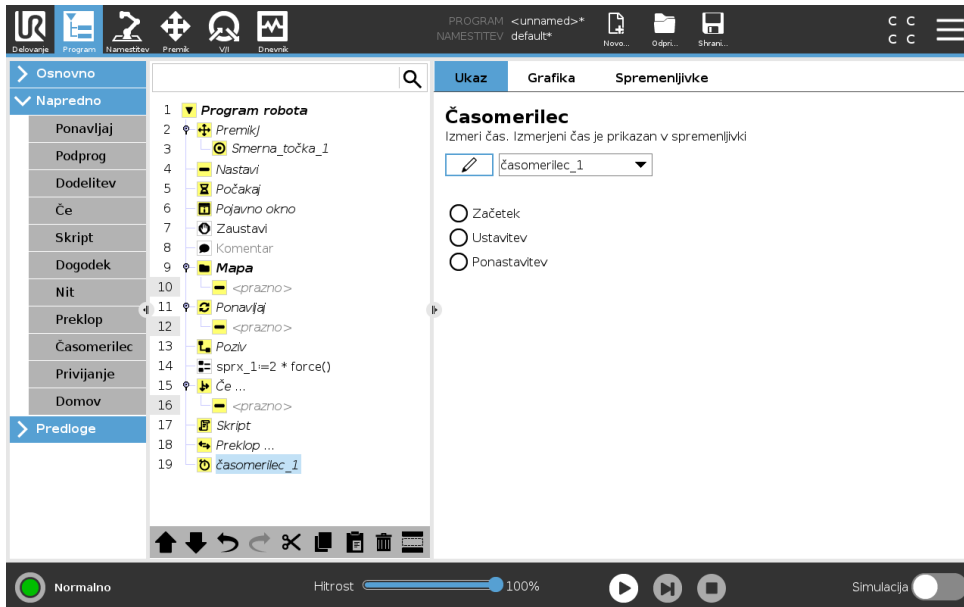 PROGRAM <unnamed>*
NAMESTITEV default*
UR
Delovanje
Program
Namestitev
Premik
V/I
Dnevnik
Novo...
Odpri...
Shrani...
C C
C C
Osnovno
Napredno
Ponavljaj
Podprog
Dodelitev
Če
Skript
Dogodek
Nit
Preklop
Časomerilec
Privijanje
Domov
Predloge
1 Program robota
2 PremikJ
3 Smerna_točka_1
4 Nastavi
5 Počakaj
6 Pojavno okno
7 Zaustavi
8 Komentar
9 Mapa
10 <prazno>
11 Ponavljaj
12 <prazno>
13 Poziv
14 sprx_1:=2 * force()
15 Če ...
16 <prazno>
17 Skript
18 Preklop ...
19 časomerilec_1
Ukaz Grafika Spremenljivke
Časomerilec
Izmeri čas. Izmerjeni čas je prikazan v spremenljivki
časomerilec_1
Začetek
Ustavitev
Ponastavitev
Normalno
Hitrost 100%
Simulacija